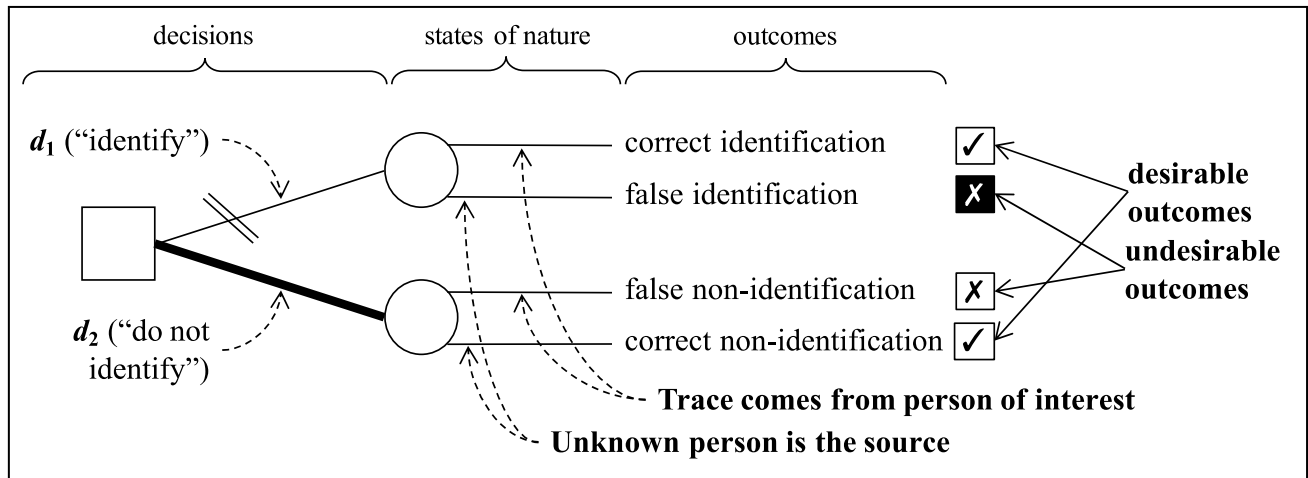 decisions
states of nature
outcomes
d1 (“identify”)
correct identification
✓
false identification
✗
desirable
outcomes
undesirable
outcomes
false non-identification
✗
d2 (“do not
identify”)
correct non-identification
✓
Trace comes from person of interest
Unknown person is the source